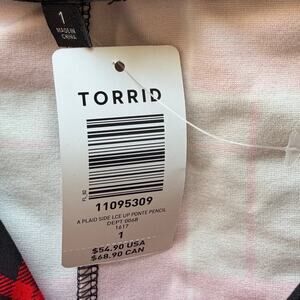 1
MADE IN
CHINA
TORRID
11095309
A PLAID SIDE LCE UP PONTE PENCIL
DEPT:0068
1617
1
$54.90 USA
$68.90 CAN